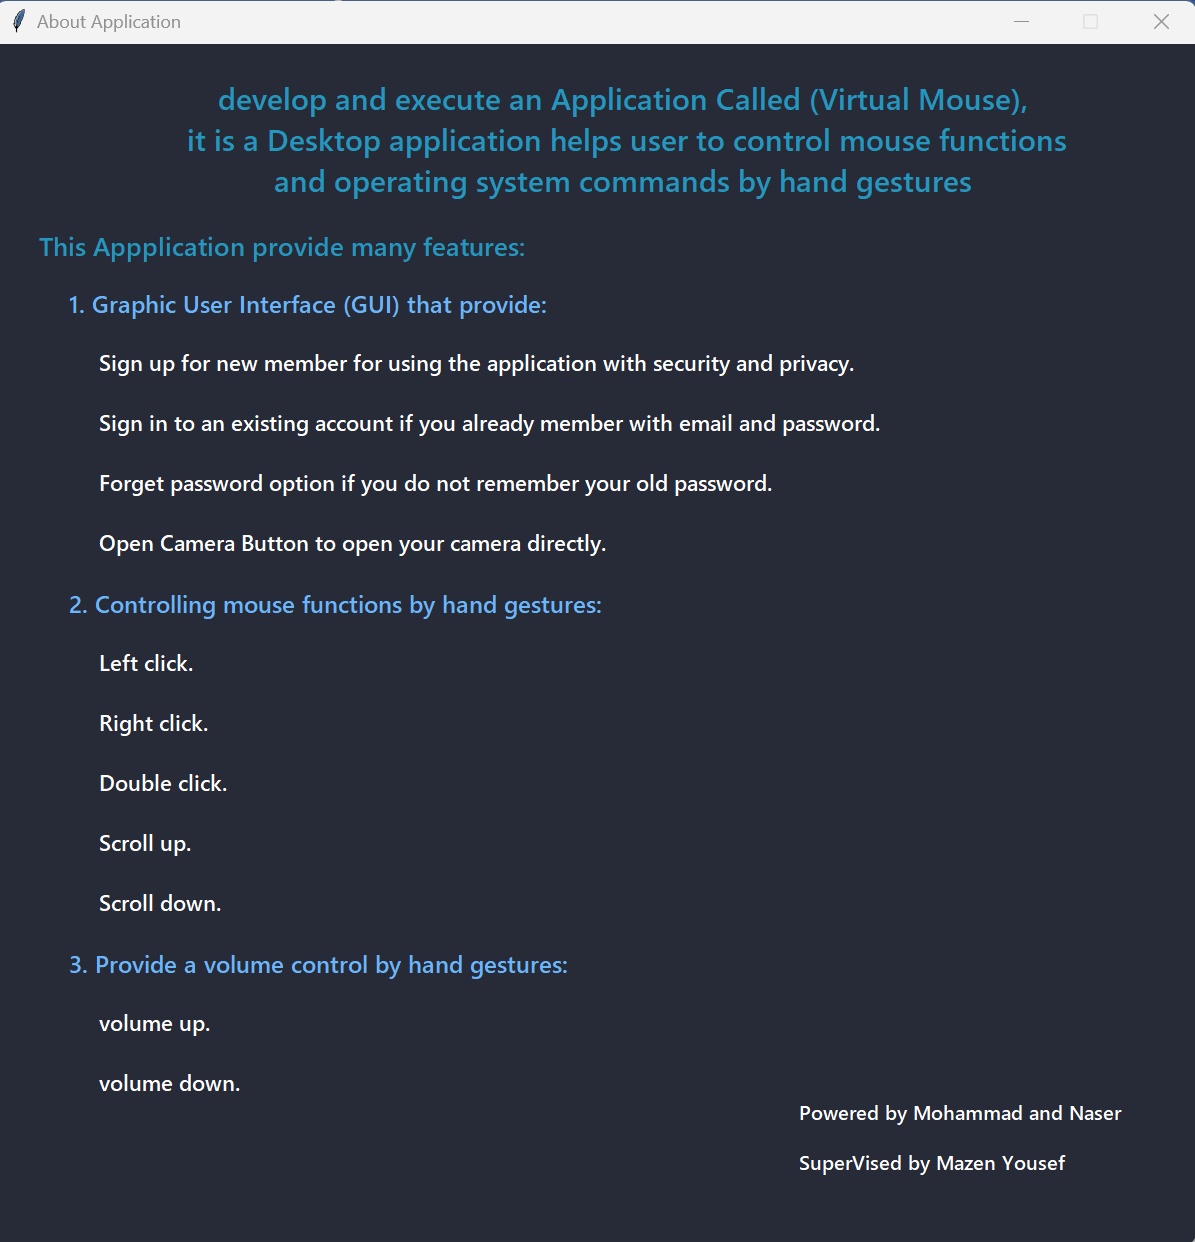 About Application
develop and execute an Application Called (Virtual Mouse),
it is a Desktop application helps user to control mouse functions
and operating system commands by hand gestures
This Appplication provide many features:
1. Graphic User Interface (GUI) that provide:
Sign up for new member for using the application with security and privacy.
Sign in to an existing account if you already member with email and password.
Forget password option if you do not remember your old password.
Open Camera Button to open your camera directly.
2. Controlling mouse functions by hand gestures:
Left click.
Right click.
Double click.
Scroll up.
Scroll down.
3. Provide a volume control by hand gestures:
volume up.
volume down.
Powered by Mohammad and Naser
SuperVised by Mazen Yousef